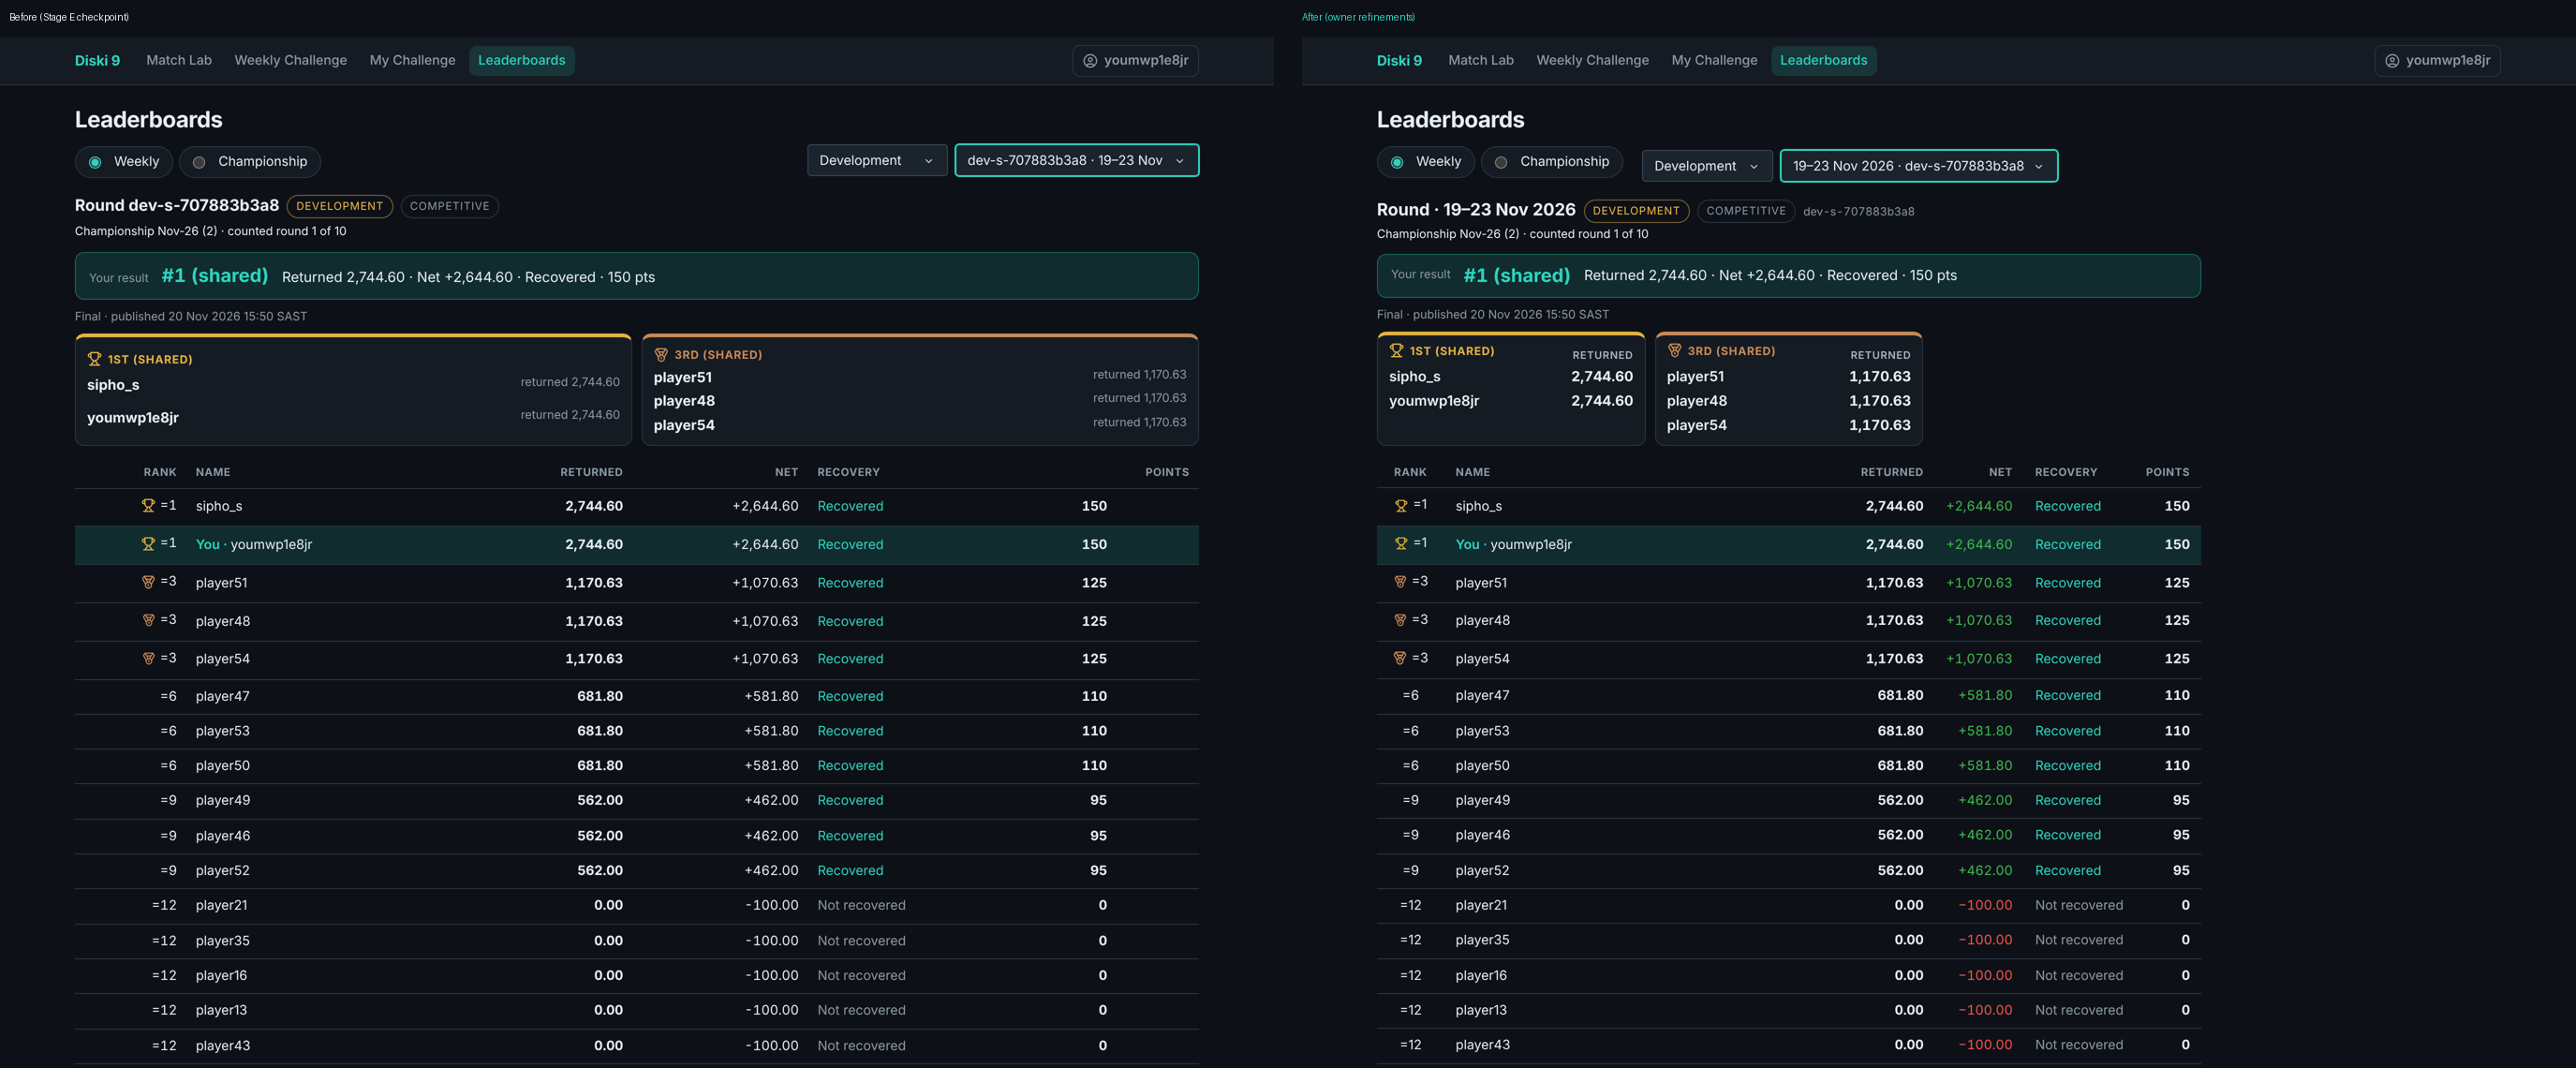 Before (Stage E checkpoint)
Diski 9 Match Lab Weekly Challenge My Challenge Leaderboards youmwp1e8jr
Leaderboards
Weekly Championship Development dev-s-707883b3a8 · 19–23 Nov
Round dev-s-707883b3a8 DEVELOPMENT COMPETITIVE
Championship Nov-26 (2) · counted round 1 of 10
Your result #1 (shared) Returned 2,744.60 · Net +2,644.60 · Recovered · 150 pts
Final · published 20 Nov 2026 15:50 SAST
1ST (SHARED)
sipho_s returned 2,744.60
youmwp1e8jr returned 2,744.60
3RD (SHARED)
player51 returned 1,170.63
player48 returned 1,170.63
player54 returned 1,170.63
RANK NAME RETURNED NET RECOVERY POINTS
=1 sipho_s 2,744.60 +2,644.60 Recovered 150
=1 You · youmwp1e8jr 2,744.60 +2,644.60 Recovered 150
=3 player51 1,170.63 +1,070.63 Recovered 125
=3 player48 1,170.63 +1,070.63 Recovered 125
=3 player54 1,170.63 +1,070.63 Recovered 125
=6 player47 681.80 +581.80 Recovered 110
=6 player53 681.80 +581.80 Recovered 110
=6 player50 681.80 +581.80 Recovered 110
=9 player49 562.00 +462.00 Recovered 95
=9 player46 562.00 +462.00 Recovered 95
=9 player52 562.00 +462.00 Recovered 95
=12 player21 0.00 -100.00 Not recovered 0
=12 player35 0.00 -100.00 Not recovered 0
=12 player16 0.00 -100.00 Not recovered 0
=12 player13 0.00 -100.00 Not recovered 0
=12 player43 0.00 -100.00 Not recovered 0
After (owner refinements)
Diski 9 Match Lab Weekly Challenge My Challenge Leaderboards youmwp1e8jr
Leaderboards
Weekly Championship Development 19–23 Nov 2026 · dev-s-707883b3a8
Round · 19–23 Nov 2026 DEVELOPMENT COMPETITIVE dev-s-707883b3a8
Championship Nov-26 (2) · counted round 1 of 10
Your result #1 (shared) Returned 2,744.60 · Net +2,644.60 · Recovered · 150 pts
Final · published 20 Nov 2026 15:50 SAST
1ST (SHARED) RETURNED
sipho_s 2,744.60
youmwp1e8jr 2,744.60
3RD (SHARED) RETURNED
player51 1,170.63
player48 1,170.63
player54 1,170.63
RANK NAME RETURNED NET RECOVERY POINTS
=1 sipho_s 2,744.60 +2,644.60 Recovered 150
=1 You · youmwp1e8jr 2,744.60 +2,644.60 Recovered 150
=3 player51 1,170.63 +1,070.63 Recovered 125
=3 player48 1,170.63 +1,070.63 Recovered 125
=3 player54 1,170.63 +1,070.63 Recovered 125
=6 player47 681.80 +581.80 Recovered 110
=6 player53 681.80 +581.80 Recovered 110
=6 player50 681.80 +581.80 Recovered 110
=9 player49 562.00 +462.00 Recovered 95
=9 player46 562.00 +462.00 Recovered 95
=9 player52 562.00 +462.00 Recovered 95
=12 player21 0.00 −100.00 Not recovered 0
=12 player35 0.00 −100.00 Not recovered 0
=12 player16 0.00 −100.00 Not recovered 0
=12 player13 0.00 −100.00 Not recovered 0
=12 player43 0.00 −100.00 Not recovered 0